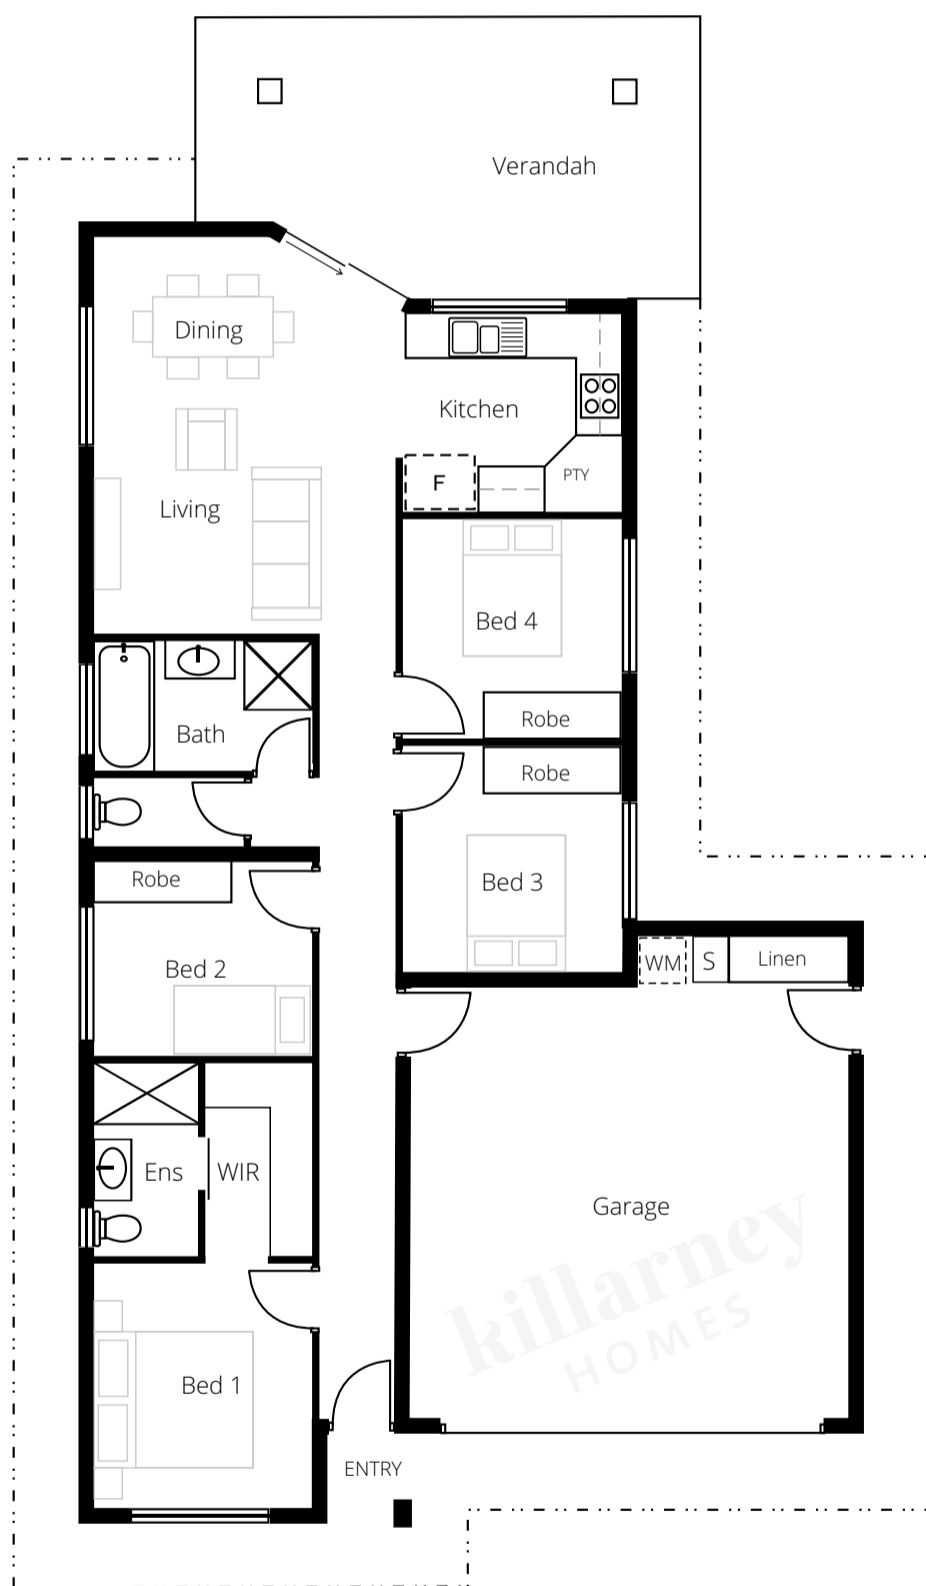 Verandah
Dining
Kitchen
F
PTY
Living
Bed 4
Robe
Bath
Robe
Robe
Bed 3
Bed 2
WM
S
Linen
Ens
WIR
Garage
killarney
HOMES
Bed 1
ENTRY